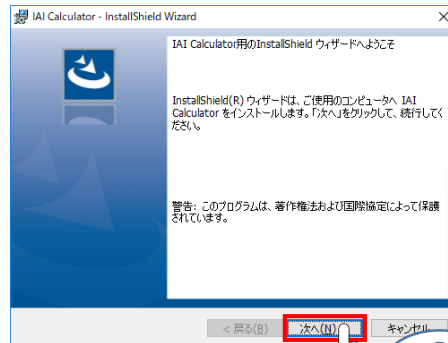 IAI Calculator - InstallShield Wizard
IAI Calculator用のInstallShield ウィザードへようこそ
InstallShield(R) ウィザードは、ご使用のコンピュータへ IAI
Calculator をインストールします。「次へ」をクリックして、続行してく
ださい。
警告: このプログラムは、著作権法および国際協定によって保護
されています。
< 戻る(B)
次へ(N)
キャンセル